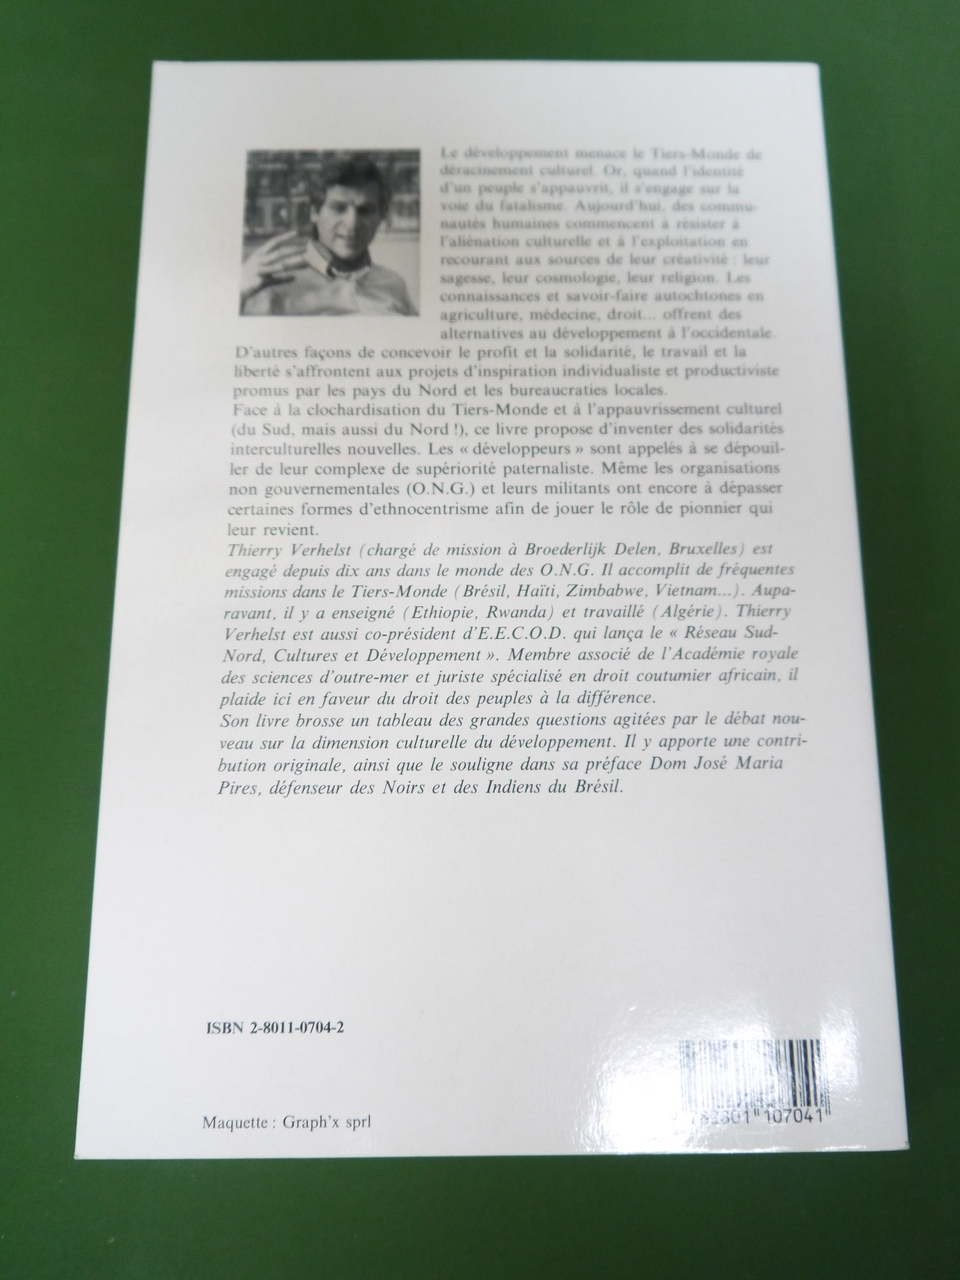 Le développement menace le Tiers-Monde de
déracinement culturel. Or, quand l'identité
d'un peuple s'appauvrit, il s'engage sur la
voie du fatalisme. Aujourd'hui, des commu-
nautés humaines commencent à résister à
l'aliénation culturelle et à l'exploitation en
recourant aux sources de leur créativité : leur
sagesse, leur cosmologie, leur religion. Les
connaissances et savoir-faire autochtones en
agriculture, médecine, droit... offrent des
alternatives au développement à l'occidentale.
D'autres façons de concevoir le profit et la solidarité, le travail et la
liberté s'affrontent aux projets d'inspiration individualiste et productiviste
promus par les pays du Nord et les bureaucraties locales.
Face à la clochardisation du Tiers-Monde et à l'appauvrissement culturel
(du Sud, mais aussi du Nord !), ce livre propose d'inventer des solidarités
interculturelles nouvelles. Les « développeurs » sont appelés à se dépouil-
ler de leur complexe de supériorité paternaliste. Même les organisations
non gouvernementales (O.N.G.) et leurs militants ont encore à dépasser
certaines formes d'ethnocentrisme afin de jouer le rôle de pionnier qui
leur revient.
Thierry Verhelst (chargé de mission à Broederlijk Delen, Bruxelles) est
engagé depuis dix ans dans le monde des O.N.G. Il accomplit de fréquentes
missions dans le Tiers-Monde (Brésil, Haïti, Zimbabwe, Vietnam...). Aupa-
ravant, il y a enseigné (Ethiopie, Rwanda) et travaillé (Algérie). Thierry
Verhelst est aussi co-président d'E.E.C.O.D. qui lança le « Réseau Sud-
Nord, Cultures et Développement ». Membre associé de l'Académie royale
des sciences d'outre-mer et juriste spécialisé en droit coutumier africain, il
plaide ici en faveur du droit des peuples à la différence.
Son livre brosse un tableau des grandes questions agitées par le débat nou-
veau sur la dimension culturelle du développement. Il y apporte une contri-
bution originale, ainsi que le souligne dans sa préface Dom José Maria
Pires, défenseur des Noirs et des Indiens du Brésil.
ISBN 2-8011-0704-2
Maquette : Graph'x sprl
107041